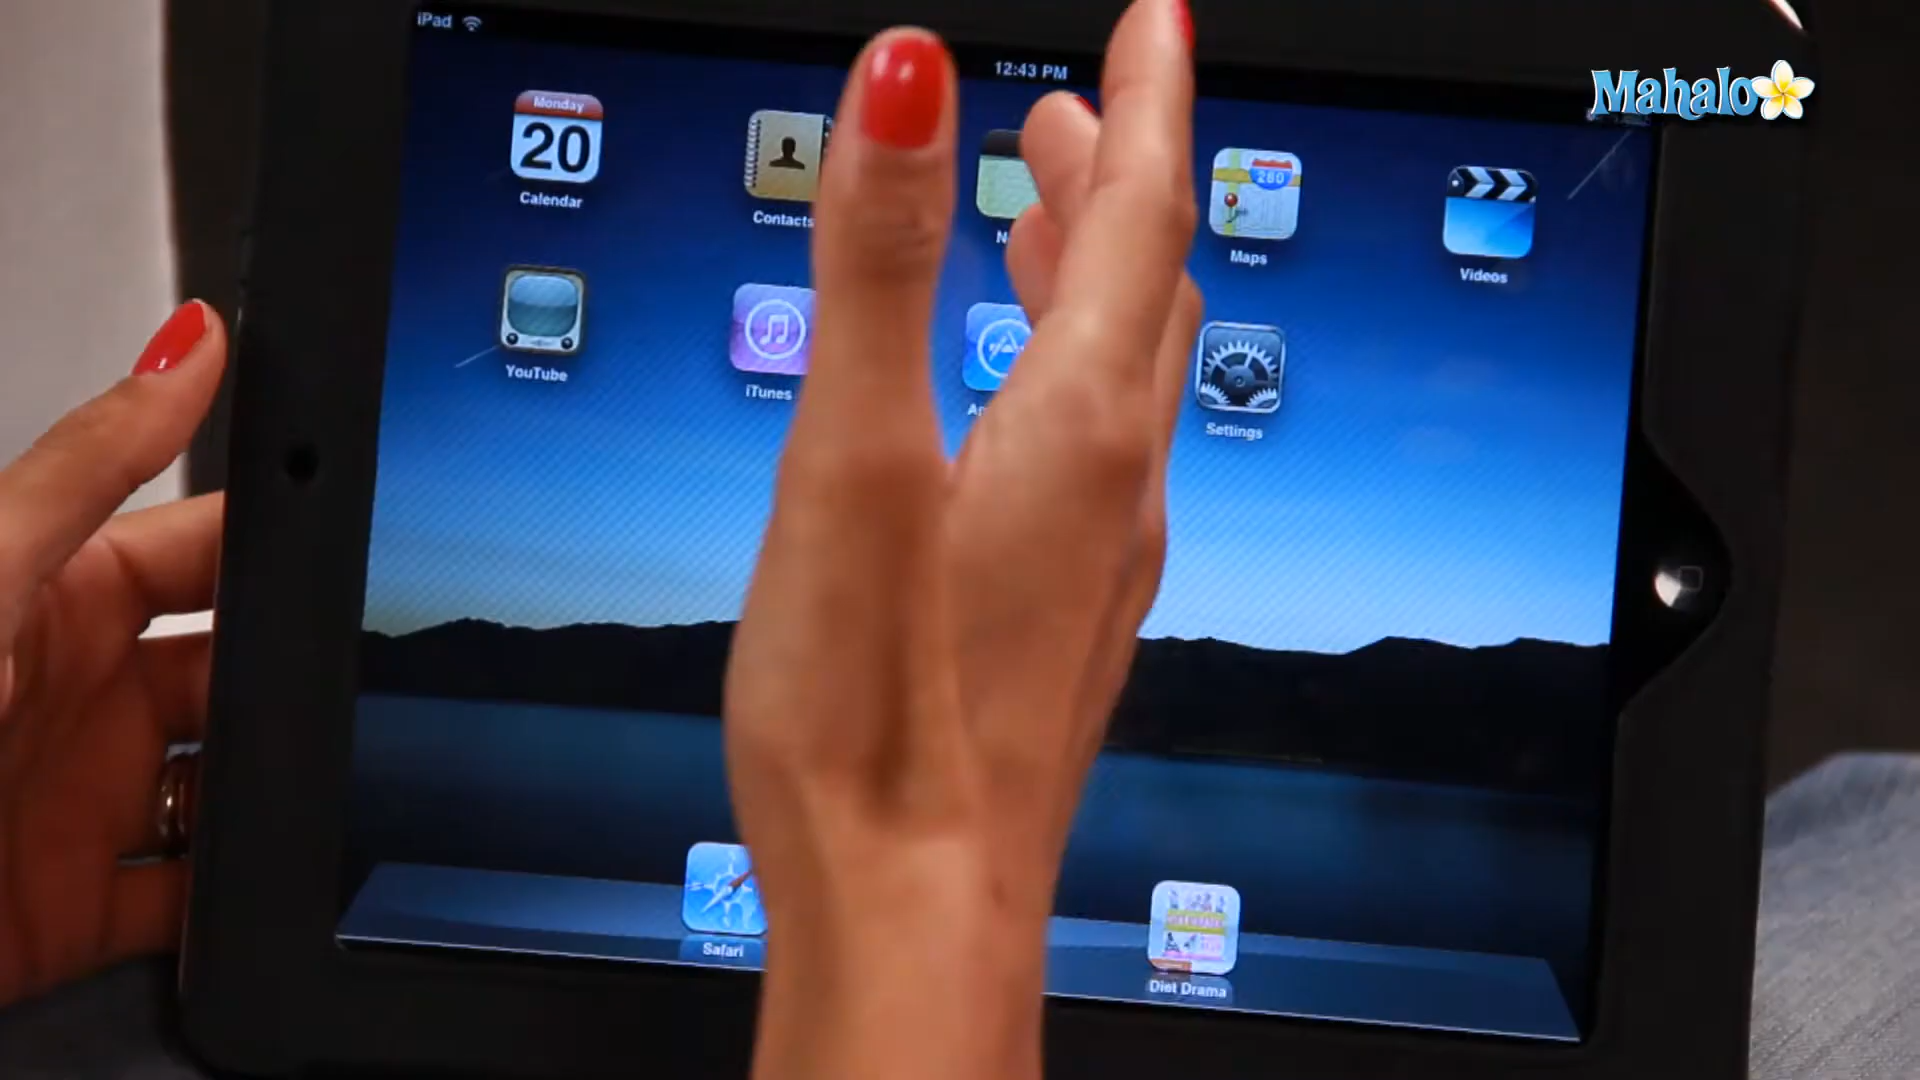 iPad
12:43 PM
Mahalo
Monday
20
Calendar
Contacts
280
Maps
Videos
YouTube
iTunes
Settings
Safari
Diet Drama